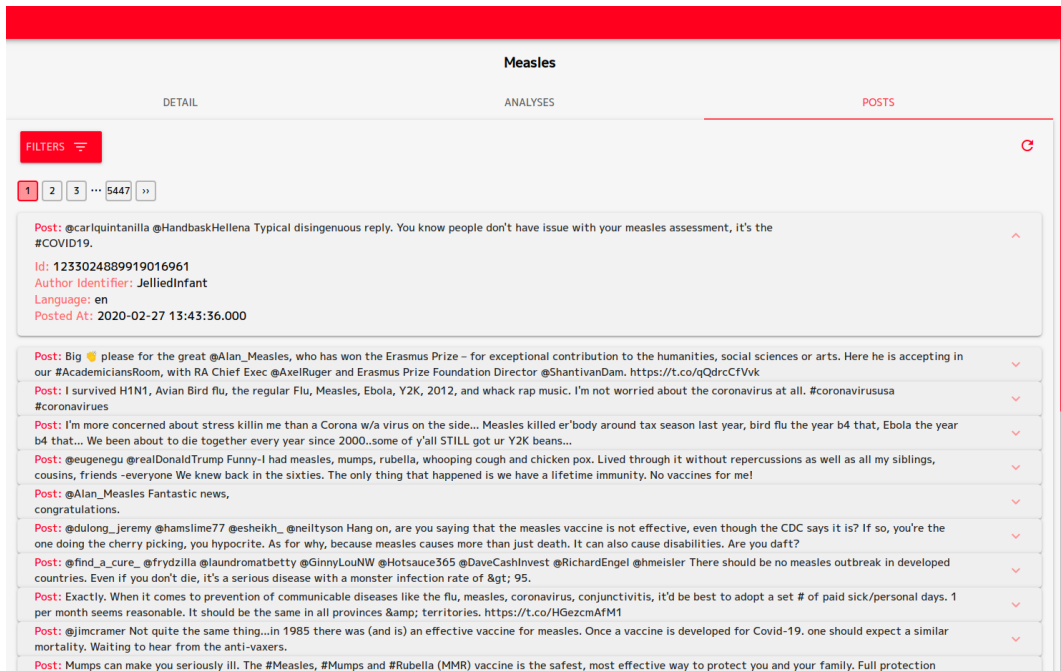 Measles
DETAIL
ANALYSES
POSTS
FILTERS
1 2 3 ... 5447 ››
Post: @carlquintanilla @HandbaskHellena Typical disingenuous reply. You know people don't have issue with your measles assessment, it's the
#COVID19.
Id: 1233024889919016961
Author Identifier: JelliedInfant
Language: en
Posted At: 2020-02-27 13:43:36.000
Post: Big 👏 please for the great @Alan_Measles, who has won the Erasmus Prize – for exceptional contribution to the humanities, social sciences or arts. Here he is accepting in
our #AcademiciansRoom, with RA Chief Exec @AxelRuger and Erasmus Prize Foundation Director @ShantivanDam. https://t.co/qQdrcCfVvk
Post: I survived H1N1, Avian Bird flu, the regular Flu, Measles, Ebola, Y2K, 2012, and whack rap music. I'm not worried about the coronavirus at all. #coronavirususa
#coronavirues
Post: I'm more concerned about stress killin me than a Corona w/a virus on the side... Measles killed er'body around tax season last year, bird flu the year b4 that, Ebola the year
b4 that... We been about to die together every year since 2000..some of y'all STILL got ur Y2K beans...
Post: @eugenegu @realDonaldTrump Funny-I had measles, mumps, rubella, whooping cough and chicken pox. Lived through it without repercussions as well as all my siblings,
cousins, friends -everyone We knew back in the sixties. The only thing that happened is we have a lifetime immunity. No vaccines for me!
Post: @Alan_Measles Fantastic news,
congratulations.
Post: @dulong_jeremy @hamslime77 @esheikh_ @neiltyson Hang on, are you saying that the measles vaccine is not effective, even though the CDC says it is? If so, you're the
one doing the cherry picking, you hypocrite. As for why, because measles causes more than just death. It can also cause disabilities. Are you daft?
Post: @find_a_cure_ @frydzilla @laundromatbetty @GinnyLouNW @Hotsauce365 @DaveCashInvest @RichardEngel @hmeisler There should be no measles outbreak in developed
countries. Even if you don't die, it's a serious disease with a monster infection rate of &gt; 95.
Post: Exactly. When it comes to prevention of communicable diseases like the flu, measles, coronavirus, conjunctivitis, it'd be best to adopt a set # of paid sick/personal days. 1
per month seems reasonable. It should be the same in all provinces &amp; territories. https://t.co/HGezcmAfM1
Post: @jimcramer Not quite the same thing...in 1985 there was (and is) an effective vaccine for measles. Once a vaccine is developed for Covid-19. one should expect a similar
mortality. Waiting to hear from the anti-vaxers.
Post: Mumps can make you seriously ill. The #Measles, #Mumps and #Rubella (MMR) vaccine is the safest, most effective way to protect you and your family. Full protection